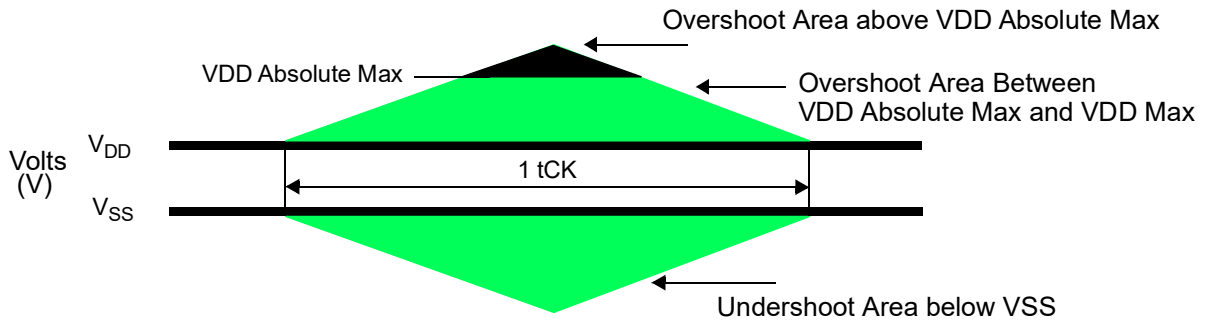 Overshoot Area above VDD Absolute Max
VDD Absolute Max
Overshoot Area Between
VDD Absolute Max and VDD Max
VDD
Volts
(V)
1 tCK
VSS
Undershoot Area below VSS